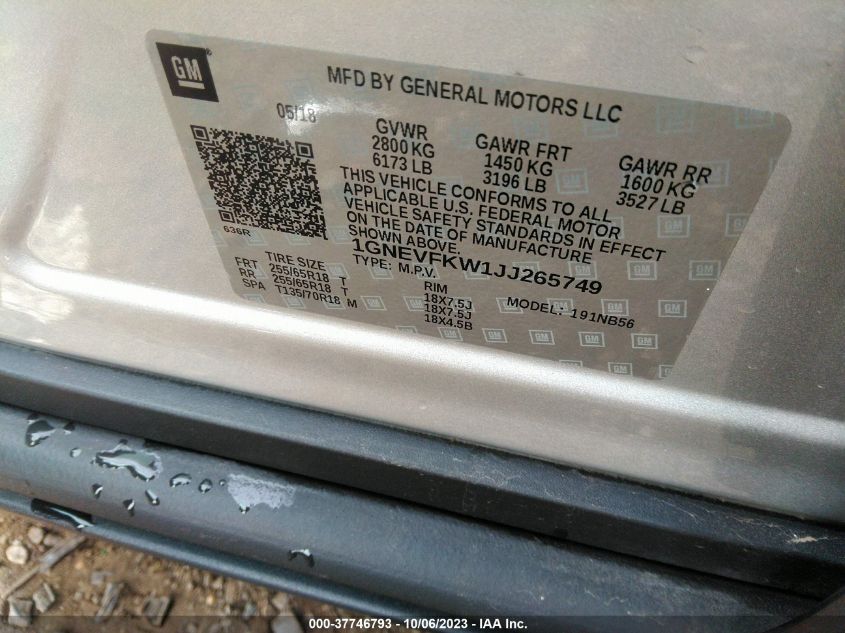 GM
MFD BY GENERAL MOTORS LLC
05/18
GVWR
2800 KG
6173 LB
GAWR FRT
1450 KG
3196 LB
GAWR RR
1600 KG
3527 LB
THIS VEHICLE CONFORMS TO ALL
APPLICABLE U.S. FEDERAL MOTOR
VEHICLE SAFETY STANDARDS IN EFFECT
ON THE DATE OF MANUFACTURE
SHOWN ABOVE.
636R
1GNEVFKW1JJ265749
TYPE: M.P.V.
MODEL: 191NB56
TIRE SIZE
FRT 255/65R18 T
RR 255/65R18 T
SPA T135/70R18 M
RIM
18X7.5J
18X7.5J
18X4.5B
000-37746793 - 10/06/2023 - IAA Inc.